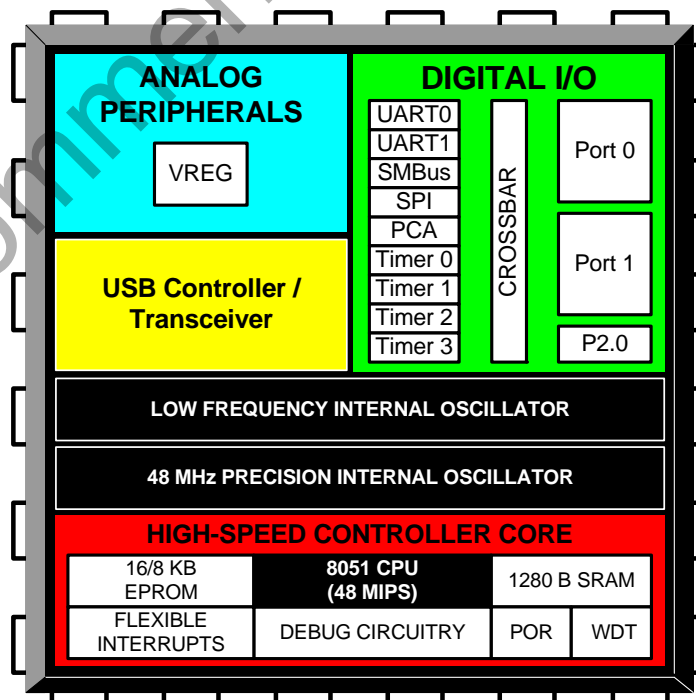 ANALOG
PERIPHERALS
VREG
USB Controller /
Transceiver
DIGITAL I/O
UART0
UART1
SMBus
SPI
PCA
Timer 0
Timer 1
Timer 2
Timer 3
CROSSBAR
Port 0
Port 1
P2.0
LOW FREQUENCY INTERNAL OSCILLATOR
48 MHz PRECISION INTERNAL OSCILLATOR
HIGH-SPEED CONTROLLER CORE
16/8 KB
EPROM
8051 CPU
(48 MIPS)
1280 B SRAM
FLEXIBLE
INTERRUPTS
DEBUG CIRCUITRY
POR
WDT